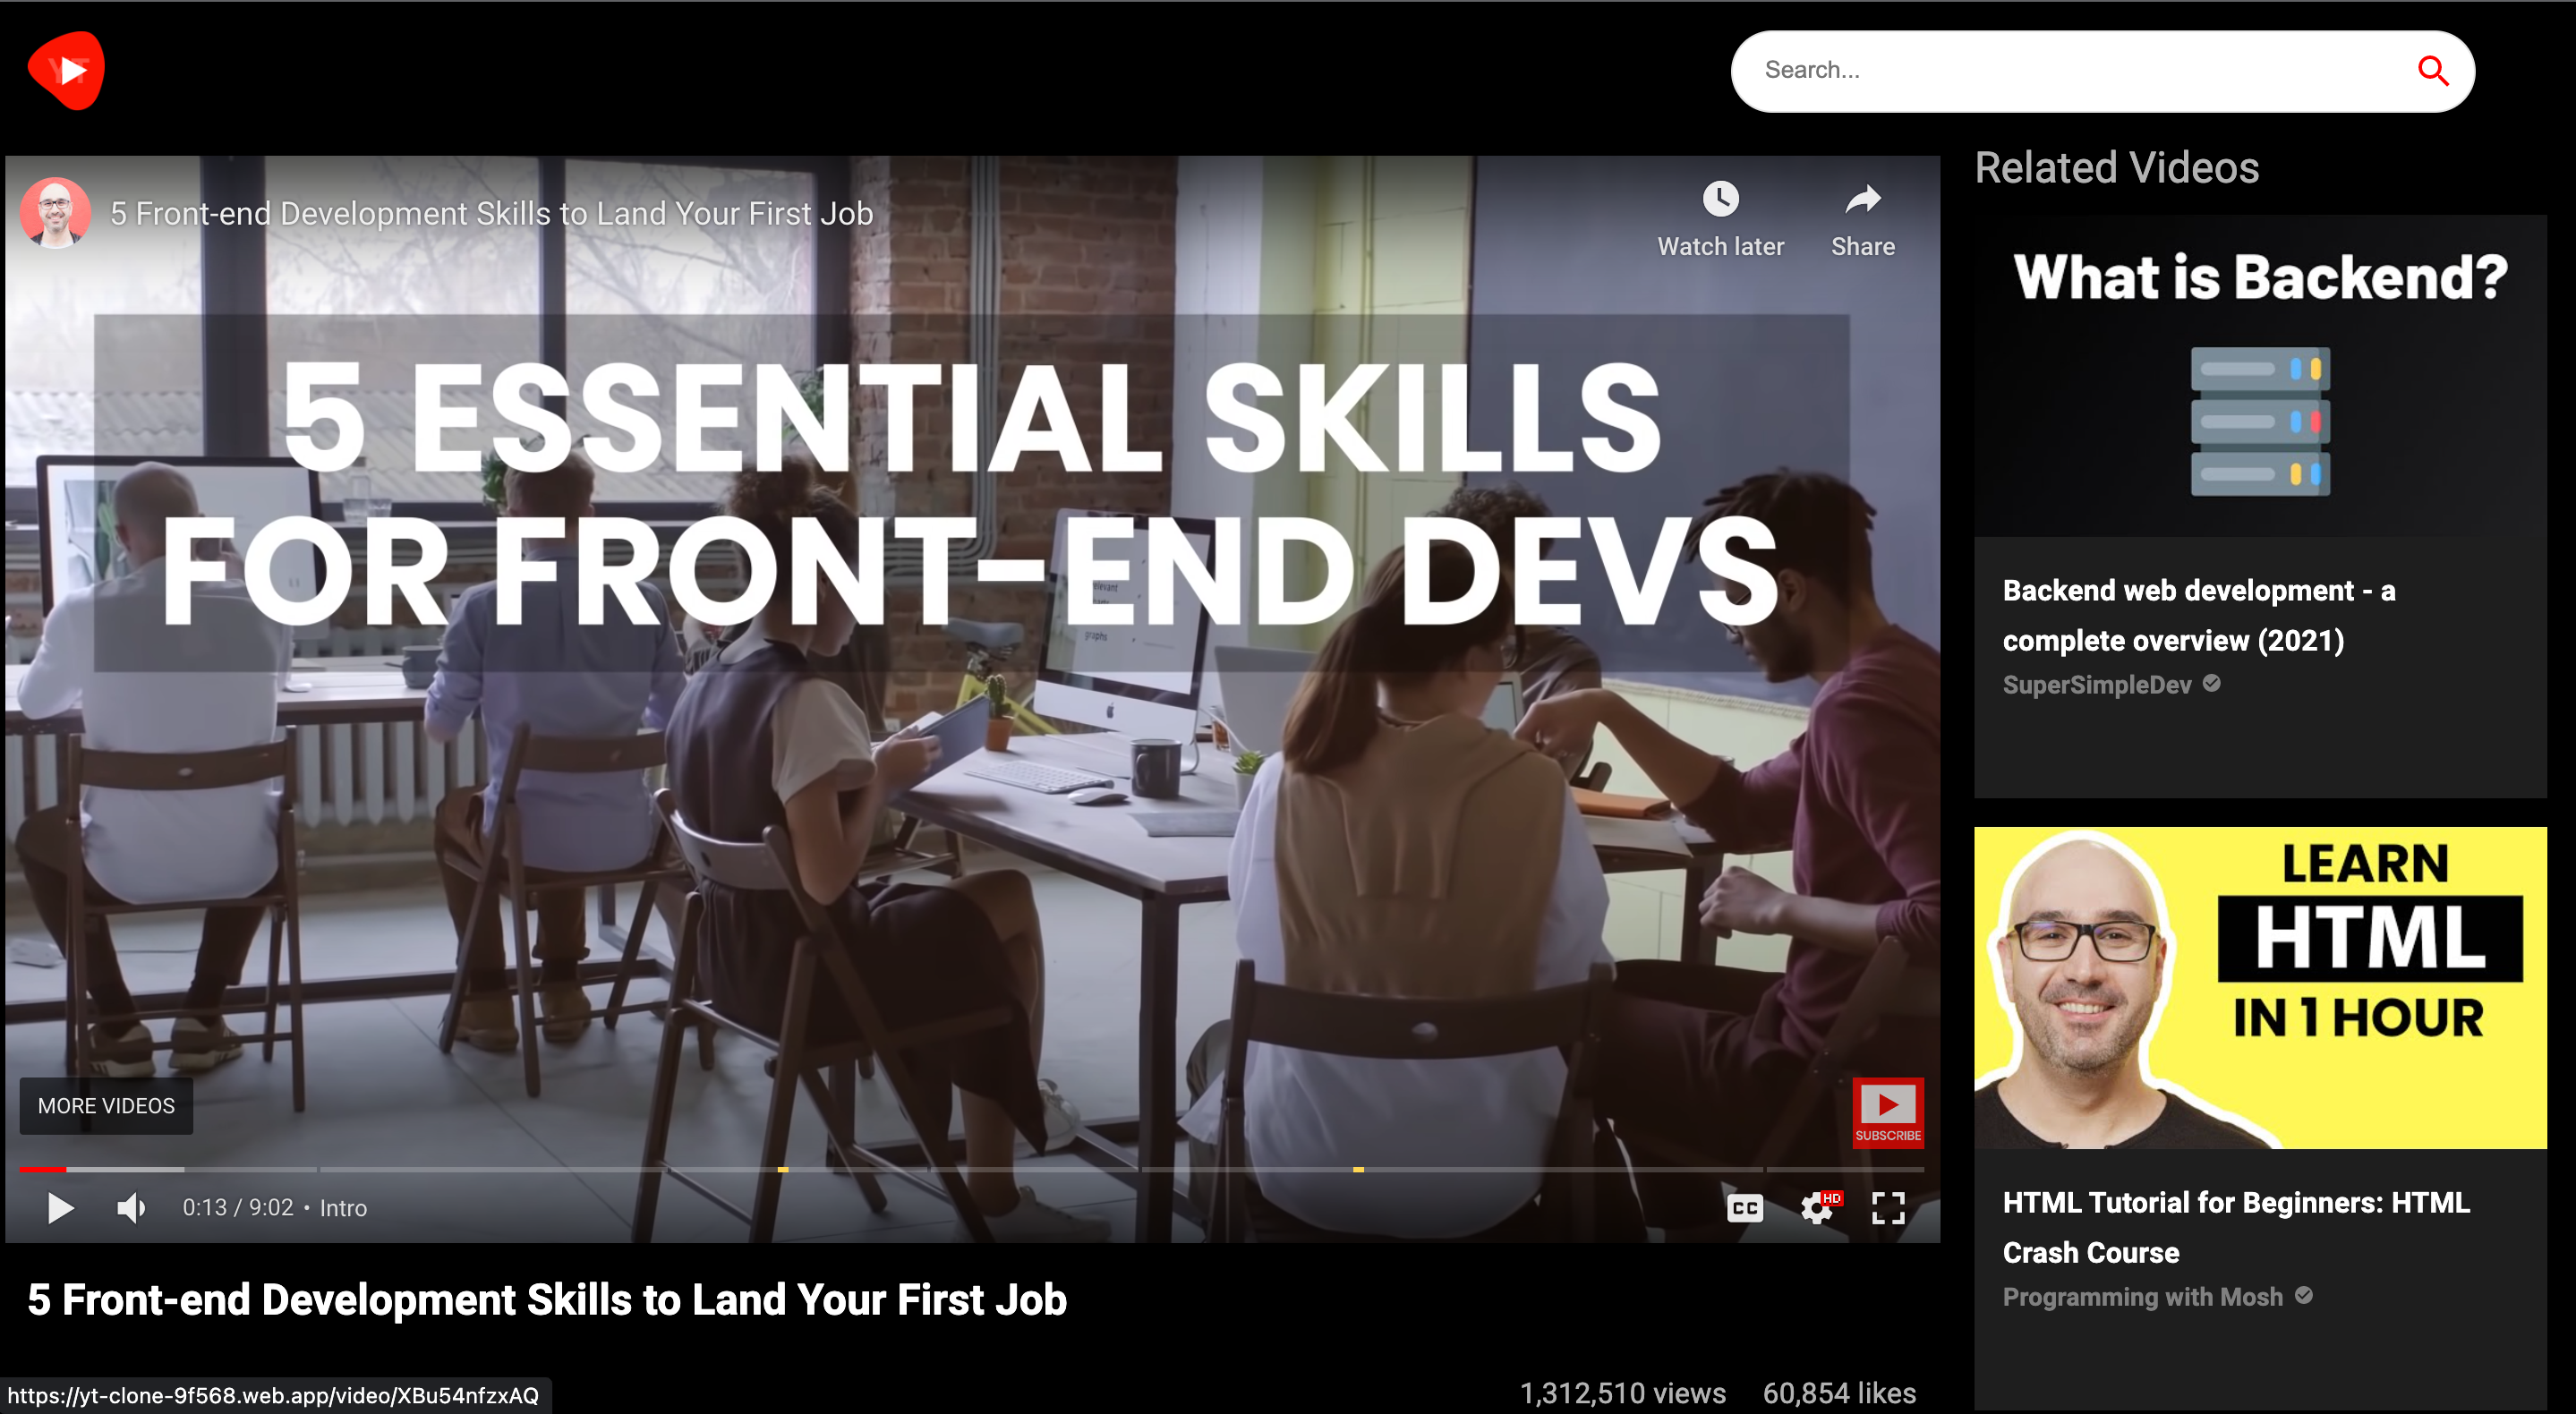 YT
Search...
5 Front-end Development Skills to Land Your First Job
Watch later
Share
5 ESSENTIAL SKILLS
FOR FRONT-END DEVS
relevant
graphs
MORE VIDEOS
SUBSCRIBE
0:13 / 9:02 • Intro
CC
HD
5 Front-end Development Skills to Land Your First Job
1,312,510 views 60,854 likes
https://yt-clone-9f568.web.app/video/XBu54nfzxAQ
Related Videos
What is Backend?
Backend web development - a
complete overview (2021)
SuperSimpleDev
LEARN
HTML
IN 1 HOUR
HTML Tutorial for Beginners: HTML
Crash Course
Programming with Mosh